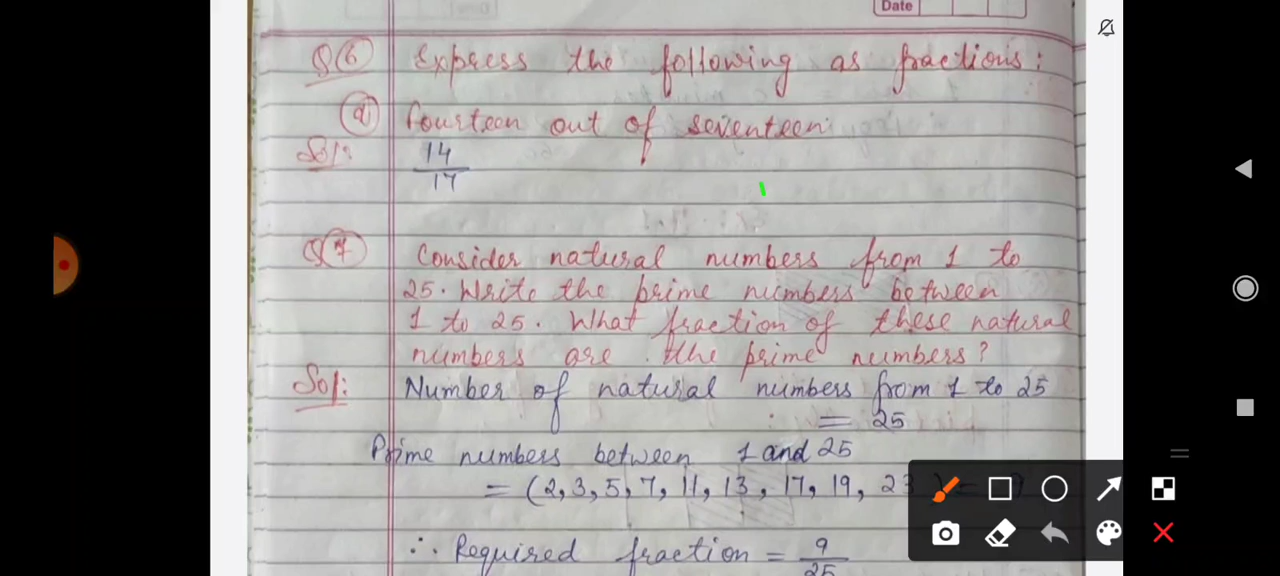 Date
Q6 Express the following as fractions:
a Fourteen out of seventeen
Sol: 14
17
Q7 Consider natural numbers from 1 to
25. Write the prime numbers between
1 to 25. What fraction of these natural
numbers are the prime numbers?
Sol: Number of natural numbers from 1 to 25
= 25
Prime numbers between 1 and 25
= (2, 3, 5, 7, 11, 13, 17, 19, 23
∴ Required fraction = 9
25